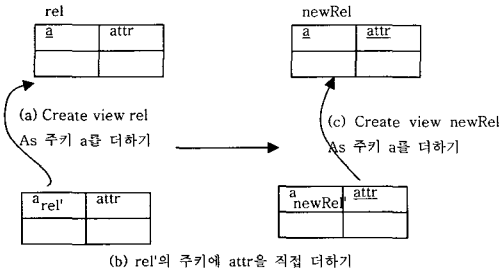 rel
a attr
newRel
a attr
(a) Create view rel
As 주키 a를 더하기
(c) Create view newRel
As 주키 a를 더하기
a rel' attr
a newRel' attr
(b) rel'의 주키에 attr을 직접 더하기